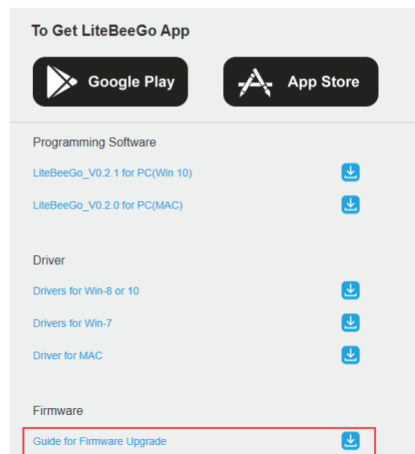 To Get LiteBeeGo App
Google Play
App Store
Programming Software
LiteBeeGo_V0.2.1 for PC(Win 10)
LiteBeeGo_V0.2.0 for PC(MAC)
Driver
Drivers for Win-8 or 10
Drivers for Win-7
Driver for MAC
Firmware
Guide for Firmware Upgrade